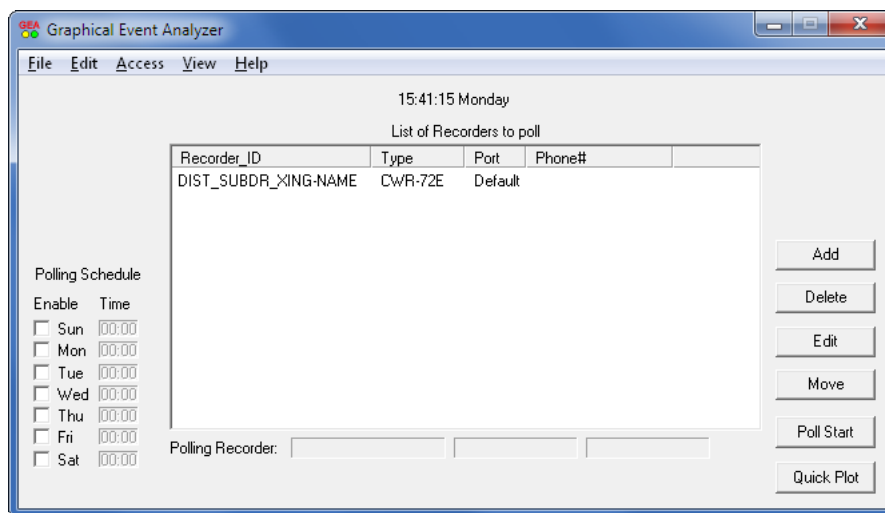 GEA Graphical Event Analyzer
File Edit Access View Help
15:41:15 Monday
List of Recorders to poll
Recorder_ID Type Port Phone#
DIST_SUBDR_XING-NAME CWR-72E Default
Add
Polling Schedule
Delete
Enable Time
Sun 00:00
Edit
Mon 00:00
Tue 00:00
Move
Wed 00:00
Thu 00:00
Poll Start
Fri 00:00
Polling Recorder:
Sat 00:00
Quick Plot